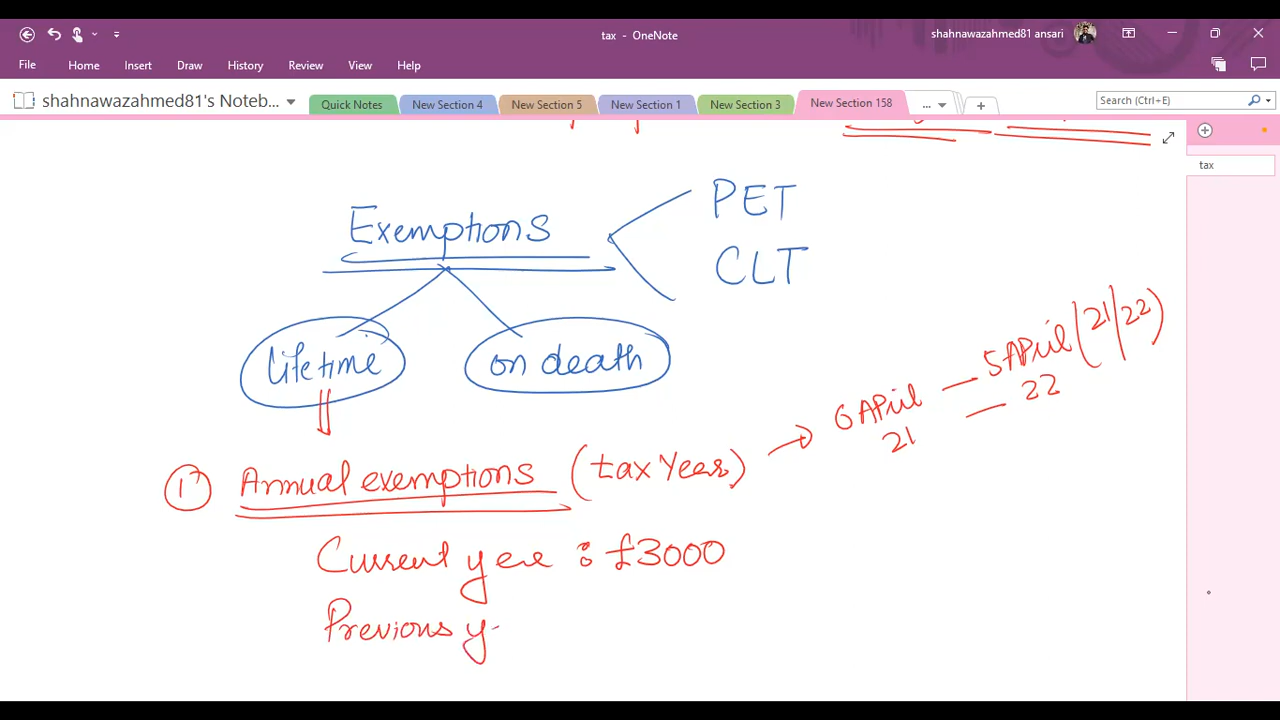 tax - OneNote
shahnawazahmed81 ansari
File Home Insert Draw History Review View Help
shahnawazahmed81's Noteb...
Quick Notes
New Section 4
New Section 5
New Section 1
New Section 3
New Section 158
...
Search (Ctrl+E)
tax
Exemptions
PET
CLT
Lifetime
on death
1 Annual exemptions (tax Year)
6 April 21 — 5 April 22 (21/22)
Current year : £3000
Previous y